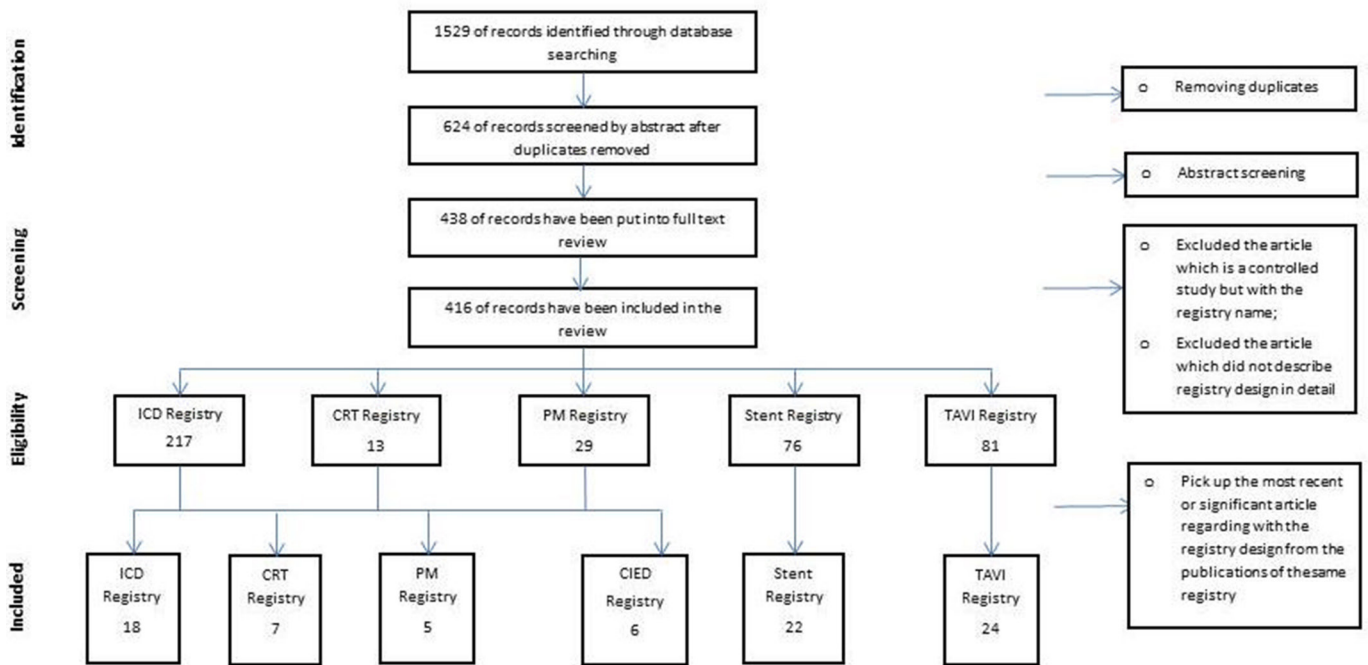 Identification
Screening
Eligibility
Included
1529 of records identified through database
searching
624 of records screened by abstract after
duplicates removed
438 of records have been put into full text
review
416 of records have been included in the
review
ICD Registry
217
CRT Registry
13
PM Registry
29
Stent Registry
76
TAVI Registry
81
ICD
Registry
18
CRT
Registry
7
PM
Registry
5
CIED
Registry
6
Stent
Registry
22
TAVI
Registry
24
o Removing duplicates
o Abstract screening
o Excluded the article
which is a controlled
study but with the
registry name;
o Excluded the article
which did not describe
registry design in detail
o Pick up the most recent
or significant article
regarding with the
registry design from the
publications of the same
registry